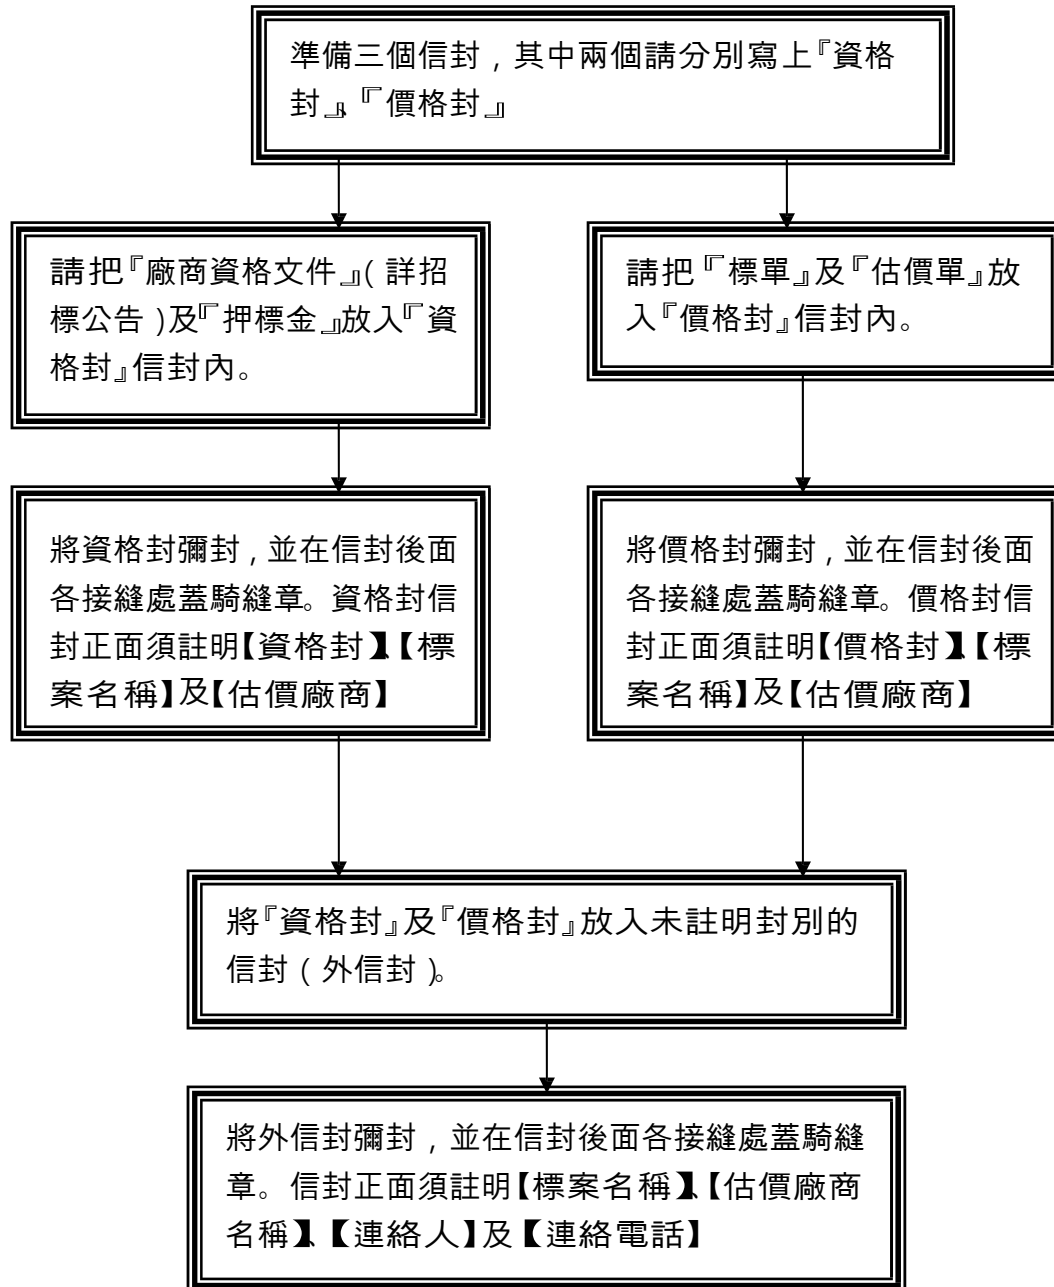 準備三個信封，其中兩個請分別寫上『資格
封』、『價格封』
請把『廠商資格文件』(詳招
標公告)及『押標金』放入『資
格封』信封內。
請把『標單』及『估價單』放
入『價格封』信封內。
將資格封彌封，並在信封後面
各接縫處蓋騎縫章。資格封信
封正面須註明【資格封】、【標
案名稱】及【估價廠商】
將價格封彌封，並在信封後面
各接縫處蓋騎縫章。價格封信
封正面須註明【價格封】、【標
案名稱】及【估價廠商】
將『資格封』及『價格封』放入未註明封別的
信封(外信封)。
將外信封彌封，並在信封後面各接縫處蓋騎縫
章。信封正面須註明【標案名稱】、【估價廠商
名稱】、【連絡人】及【連絡電話】